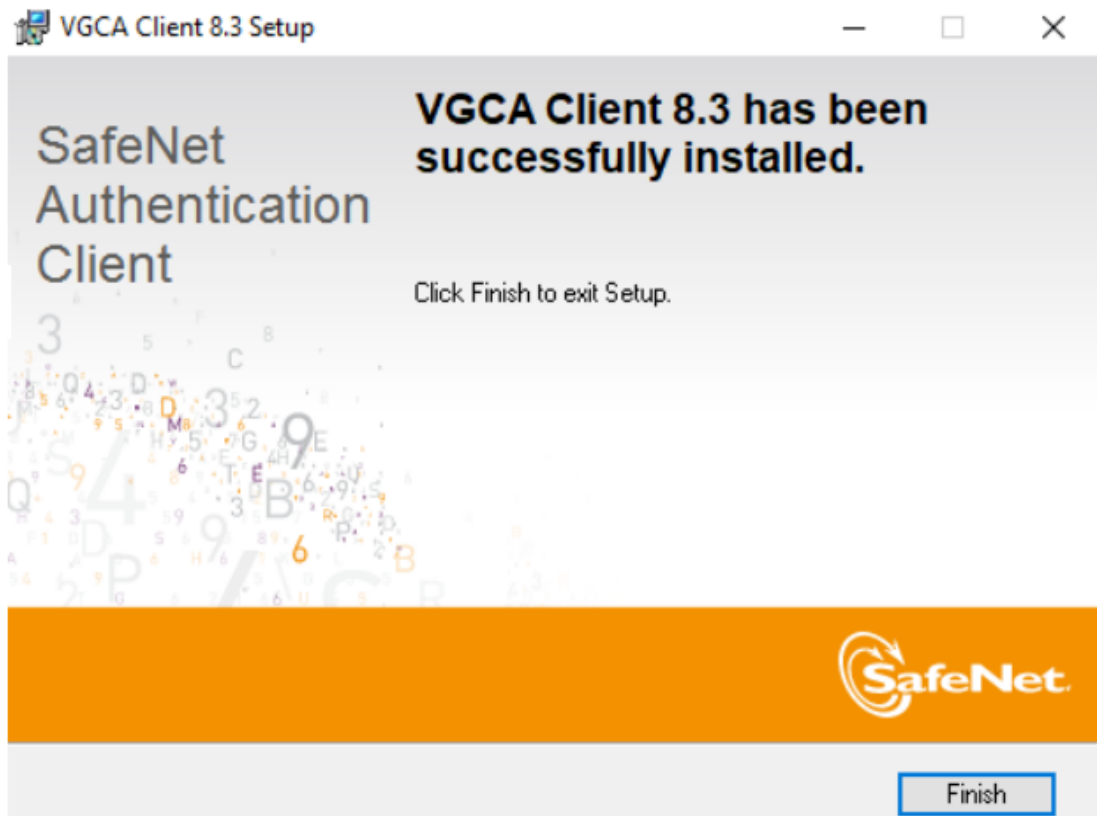 VGCA Client 8.3 Setup
SafeNet
Authentication
Client
VGCA Client 8.3 has been
successfully installed.
Click Finish to exit Setup.
SafeNet.
Finish